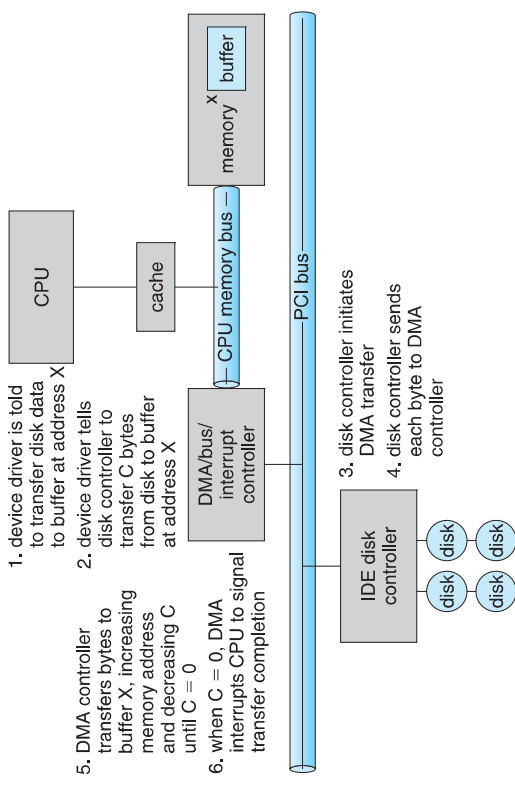 1. device driver is told
to transfer disk data
to buffer at address X
2. device driver tells
disk controller to
transfer C bytes
from disk to buffer
at address X
3. disk controller initiates
DMA transfer
4. disk controller sends
each byte to DMA
controller
5. DMA controller
transfers bytes to
buffer X, increasing
memory address
and decreasing C
until C = 0
6. when C = 0, DMA
interrupts CPU to signal
transfer completion
CPU
cache
DMA/bus/
interrupt
controller
CPU memory bus
memory
X
buffer
PCI bus
IDE disk
controller
disk
disk
disk
disk